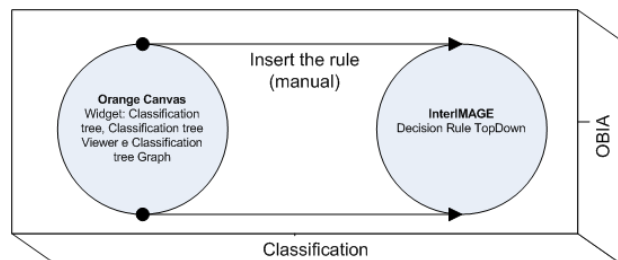 Orange Canvas
Widget: Classification
tree, Classification tree
Viewer e Classification
tree Graph
Insert the rule
(manual)
InterIMAGE
Decision Rule TopDown
OBIA
Classification